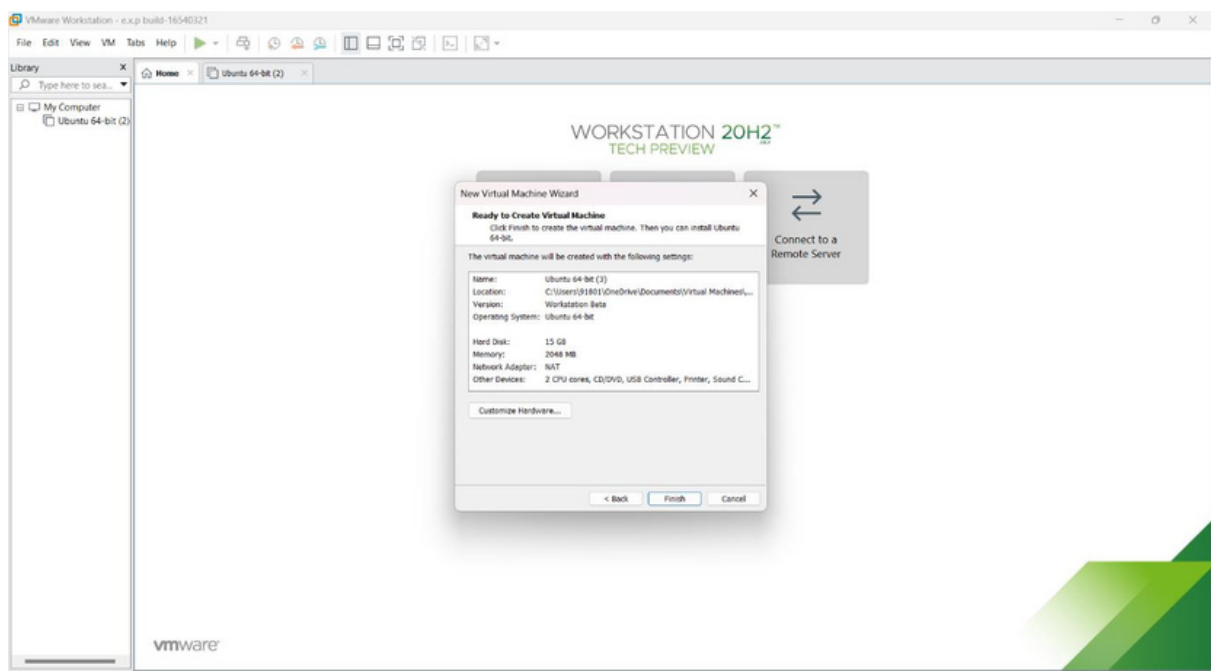 VMware Workstation - e.x.p build-16540321
File Edit View VM Tabs Help
Library X
Type here to sea...
My Computer
Ubuntu 64-bit (2)
Home
Ubuntu 64-bit (2)
WORKSTATION 20H2™
TECH PREVIEW
Connect to a
Remote Server
New Virtual Machine Wizard
Ready to Create Virtual Machine
Click Finish to create the virtual machine. Then you can install Ubuntu
64-bit.
The virtual machine will be created with the following settings:
Name: Ubuntu 64-bit (3)
Location: C:\Users\91801\OneDrive\Documents\Virtual Machines\,...
Version: Workstation Beta
Operating System: Ubuntu 64-bit
Hard Disk: 15 GB
Memory: 2048 MB
Network Adapter: NAT
Other Devices: 2 CPU cores, CD/DVD, USB Controller, Printer, Sound C...
Customize Hardware...
< Back Finish Cancel
vmware